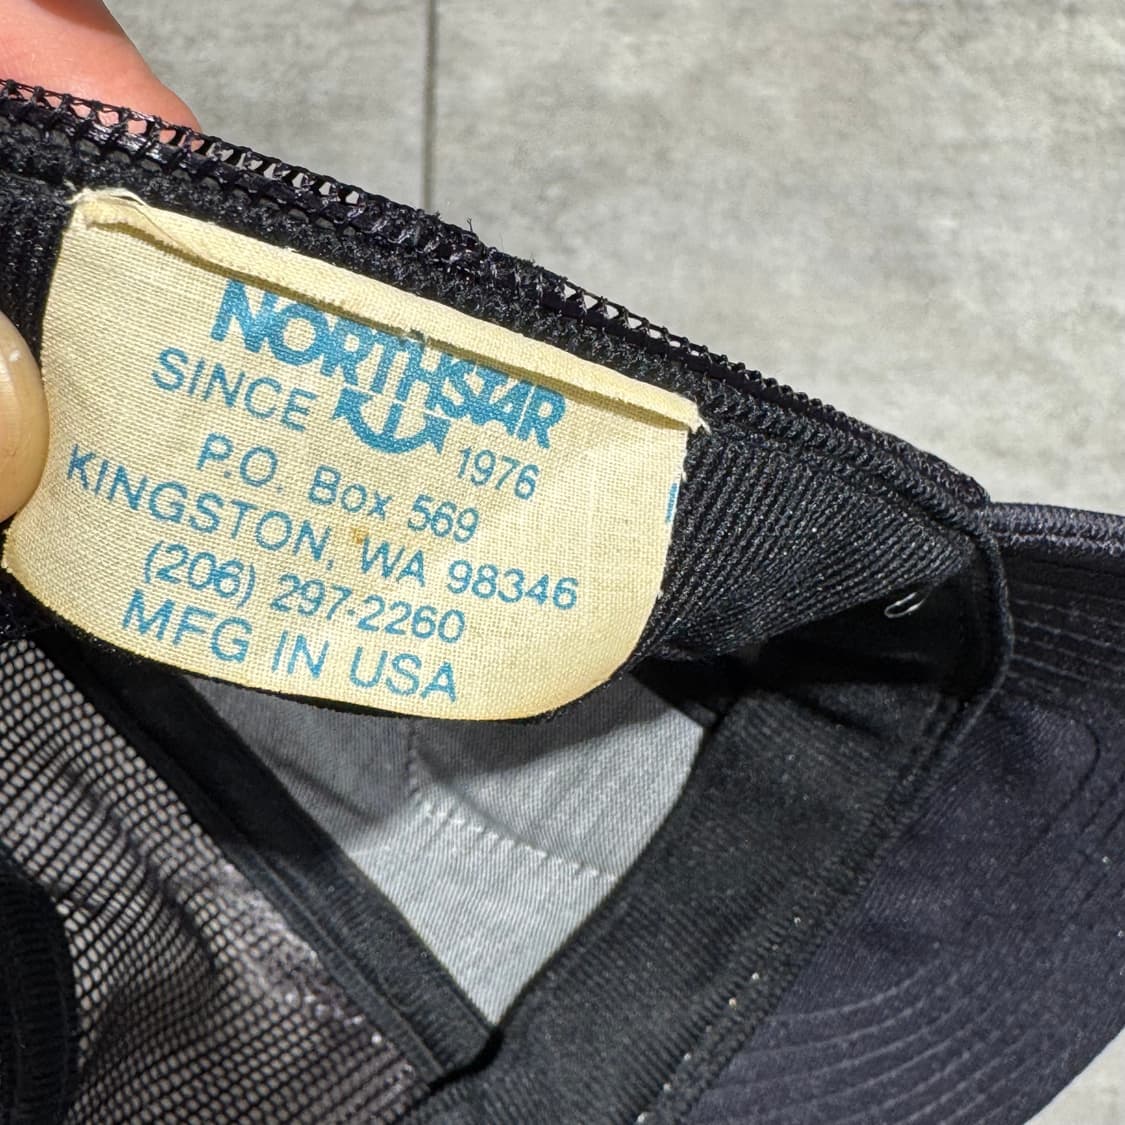 NORTHSTAR
SINCE 1976
P.O. Box 569
KINGSTON, WA 98346
(206) 297-2260
MFG IN USA